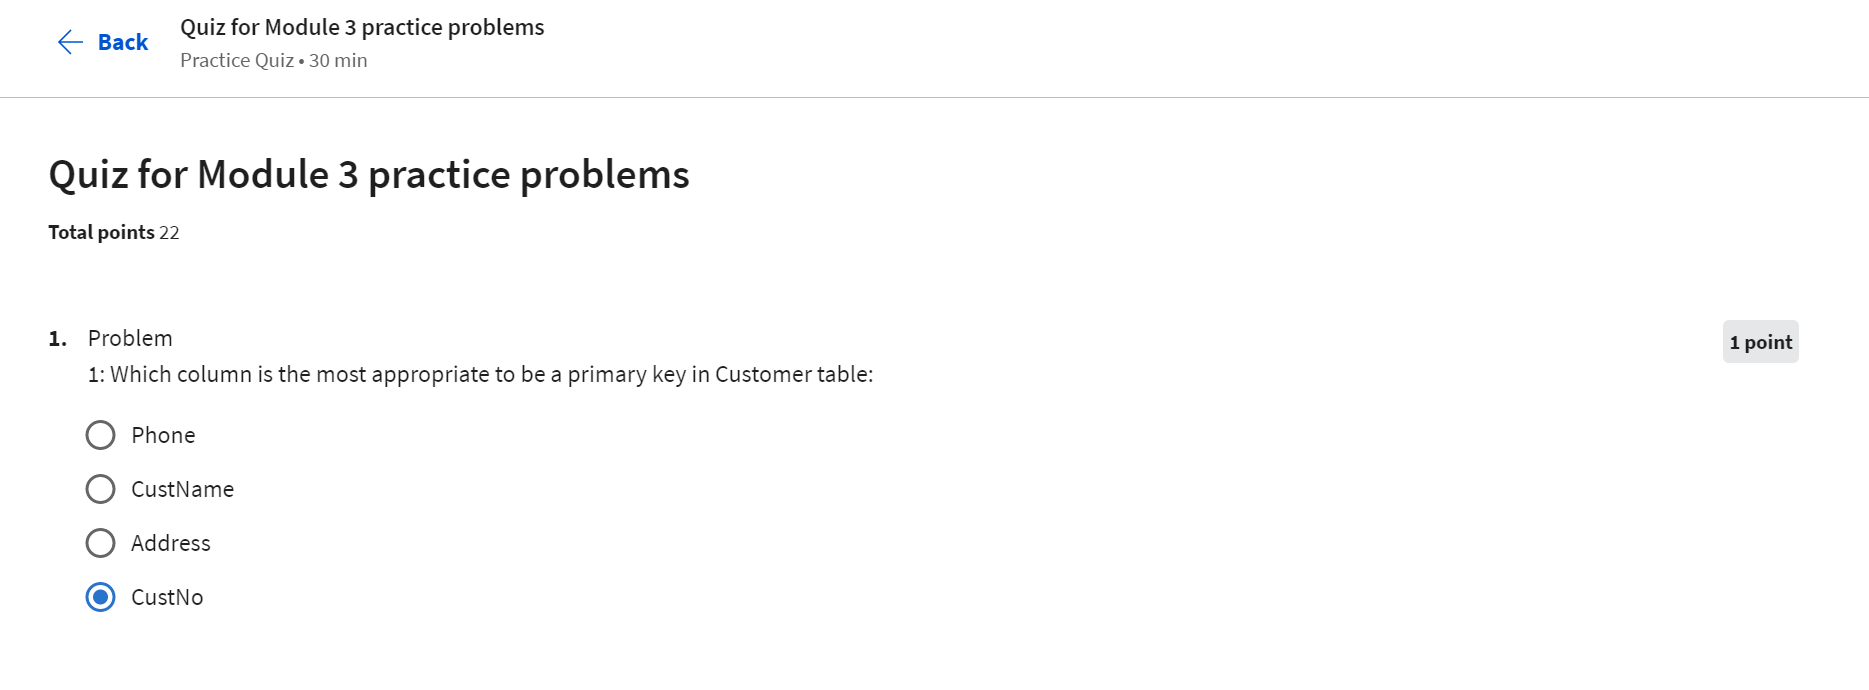 Back
Quiz for Module 3 practice problems
Practice Quiz • 30 min
Quiz for Module 3 practice problems
Total points 22
1. Problem
1 point
1: Which column is the most appropriate to be a primary key in Customer table:
Phone
CustName
Address
CustNo